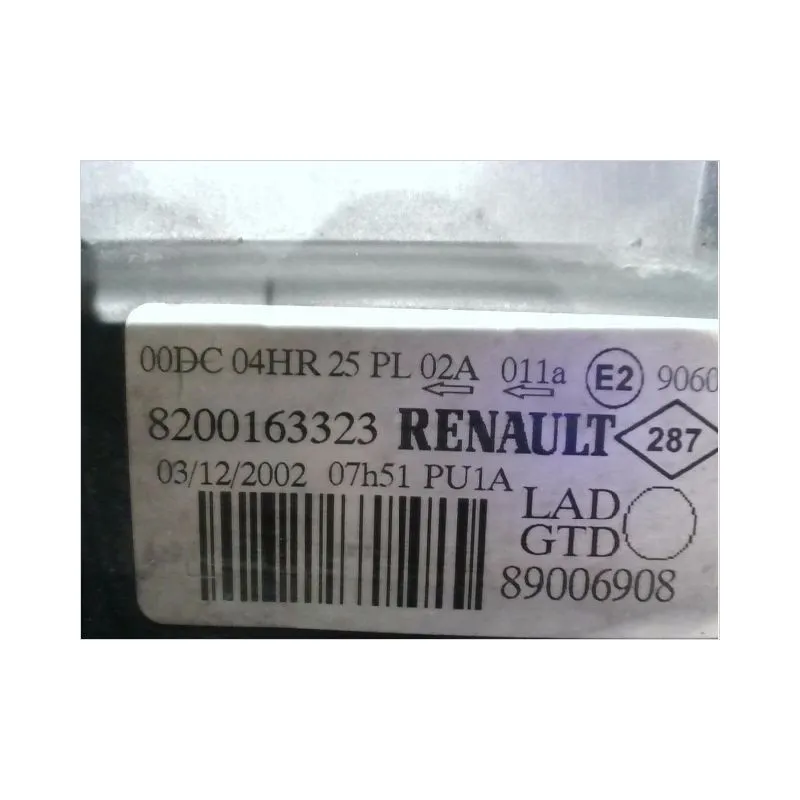 00DC 04HR 25 PL 02A 011a E2 9060
8200163323 RENAULT 287
03/12/2002 07h51 PU1A
LAD
GTD
89006908